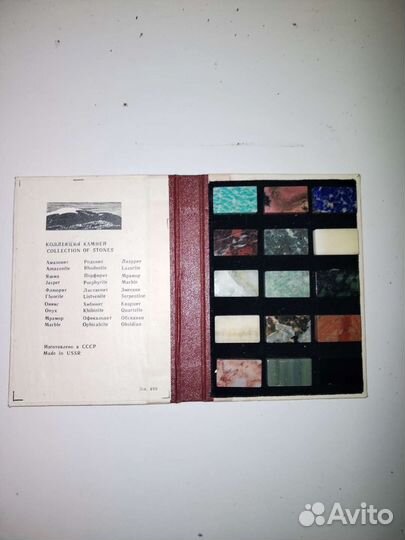 КОЛЛЕКЦИЯ КАМНЕЙ
COLLECTION OF STONES
Амазонит Родонит Лазурит
Amazonite Rhodonite Lazurite
Яшма Порфирит Мрамор
Jasper Porphyrite Marble
Флюорит Лиственит Змеевик
Fluorite Listvenite Serpentine
Оникс Хибинит Кварцит
Onyx Khibinite Quartzite
Мрамор Офиокальцит Обсидиан
Marble Ophicalcite Obsidian
Изготовлено в СССР
Made in USSR
Avito